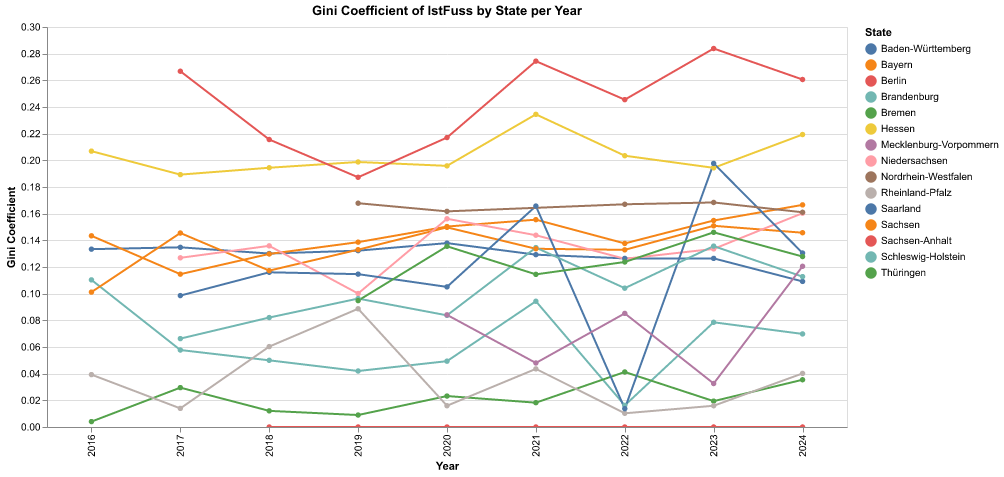 Gini Coefficient of IstFuss by State per Year
Gini Coefficient
0.30
0.28
0.26
0.24
0.22
0.20
0.18
0.16
0.14
0.12
0.10
0.08
0.06
0.04
0.02
0.00
2016
2017
2018
2019
2020
2021
2022
2023
2024
Year
State
Baden-Württemberg
Bayern
Berlin
Brandenburg
Bremen
Hessen
Mecklenburg-Vorpommern
Niedersachsen
Nordrhein-Westfalen
Rheinland-Pfalz
Saarland
Sachsen
Sachsen-Anhalt
Schleswig-Holstein
Thüringen